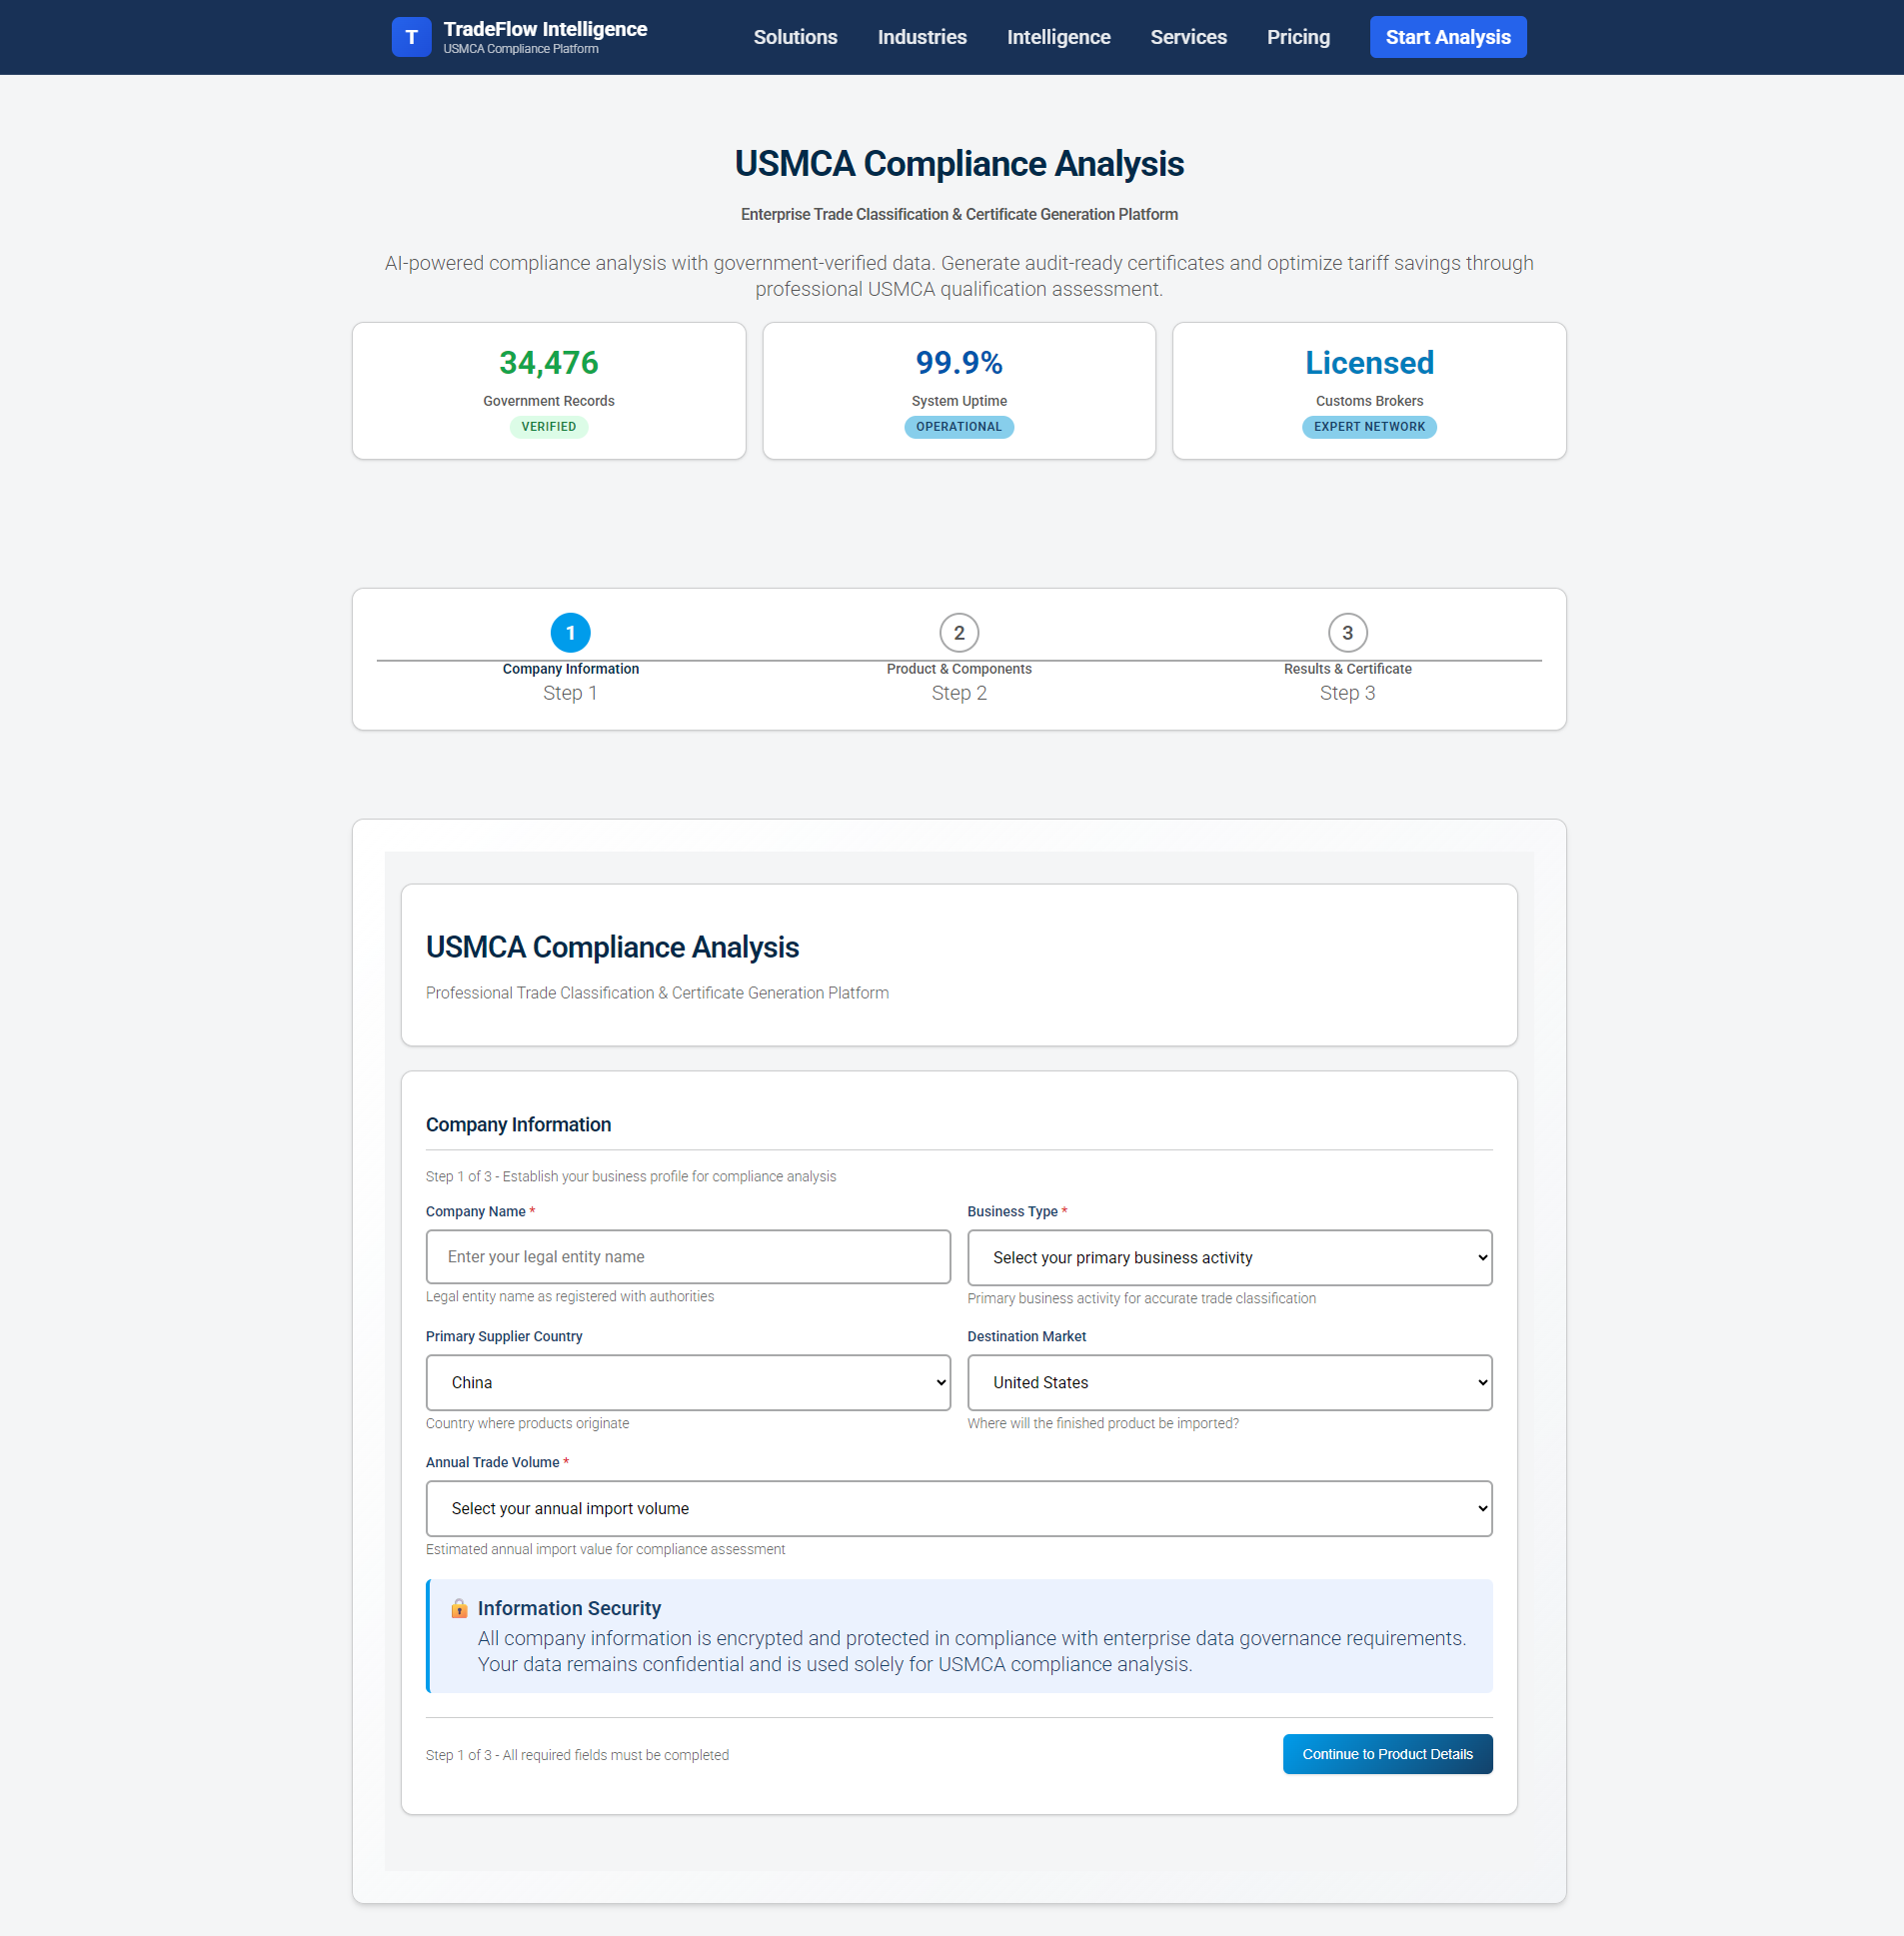 T
TradeFlow Intelligence
USMCA Compliance Platform
Solutions
Industries
Intelligence
Services
Pricing
Start Analysis
USMCA Compliance Analysis
Enterprise Trade Classification & Certificate Generation Platform
AI-powered compliance analysis with government-verified data. Generate audit-ready certificates and optimize tariff savings through
professional USMCA qualification assessment.
34,476
Government Records
VERIFIED
99.9%
System Uptime
OPERATIONAL
Licensed
Customs Brokers
EXPERT NETWORK
1
Company Information
Step 1
2
Product & Components
Step 2
3
Results & Certificate
Step 3
USMCA Compliance Analysis
Professional Trade Classification & Certificate Generation Platform
Company Information
Step 1 of 3 - Establish your business profile for compliance analysis
Company Name *
Enter your legal entity name
Legal entity name as registered with authorities
Business Type *
Select your primary business activity
Primary business activity for accurate trade classification
Primary Supplier Country
China
Country where products originate
Destination Market
United States
Where will the finished product be imported?
Annual Trade Volume *
Select your annual import volume
Estimated annual import value for compliance assessment
Information Security
All company information is encrypted and protected in compliance with enterprise data governance requirements.
Your data remains confidential and is used solely for USMCA compliance analysis.
Step 1 of 3 - All required fields must be completed
Continue to Product Details